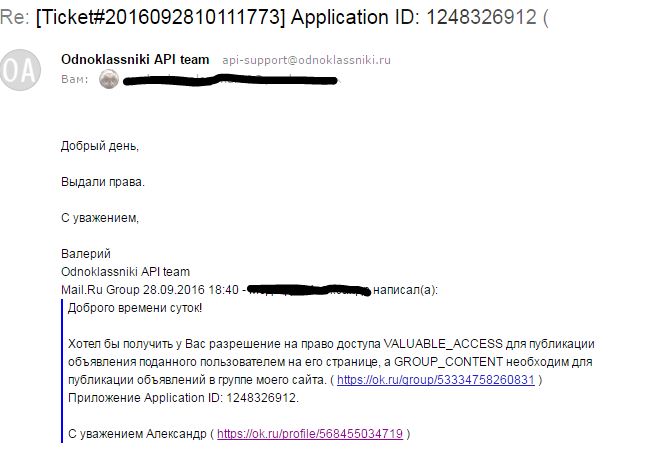 Re: [Ticket#2016092810111773] Application ID: 1248326912 (
OA
Odnoklassniki API team api-support@odnoklassniki.ru
Вам:
Добрый день,
Выдали права.
С уважением,
Валерий
Odnoklassniki API team
Mail.Ru Group 28.09.2016 18:40 - написал(а):
Доброго времени суток!
Хотел бы получить у Вас разрешение на право доступа VALUABLE_ACCESS для публикации
объявления поданного пользователем на его странице, а GROUP_CONTENT необходим для
публикации объявлений в группе моего сайта. ( https://ok.ru/group/53334758260831 )
Приложение Application ID: 1248326912.
С уважением Александр ( https://ok.ru/profile/568455034719 )